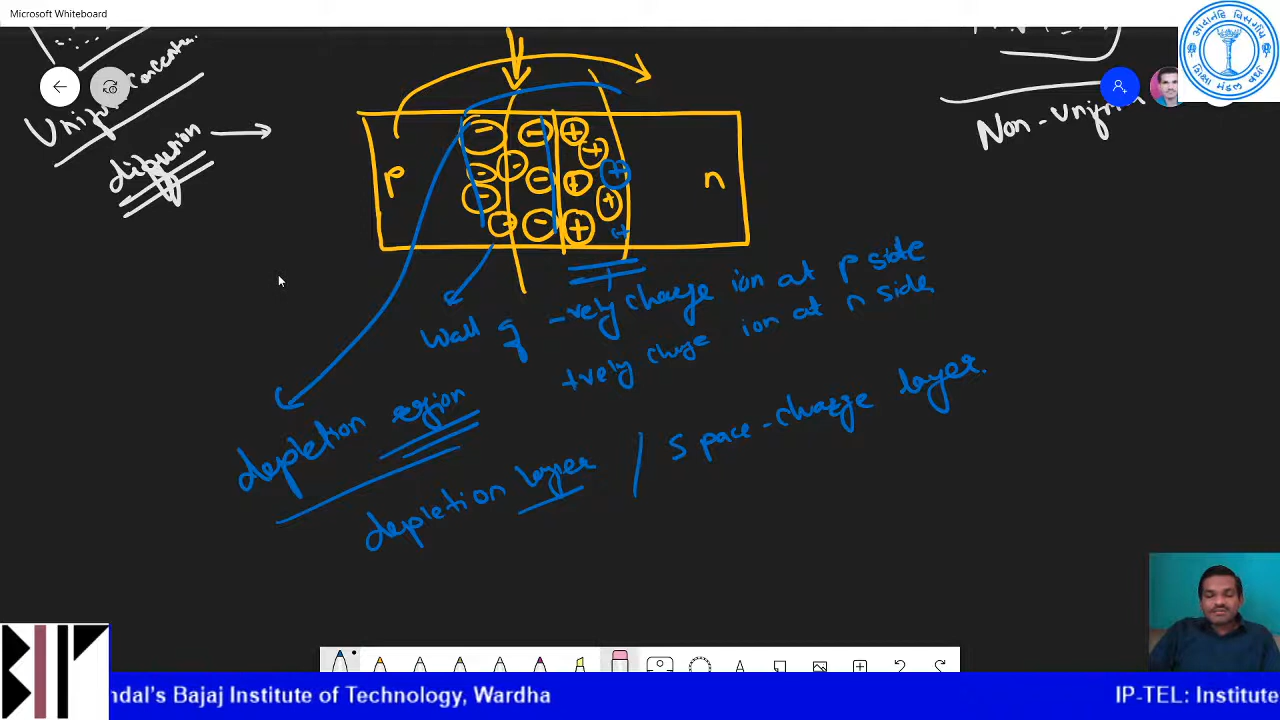 Microsoft Whiteboard
diffusion
Non-uniform
p
n
Wall of -vely charge ion at p side
+vely charge ion at n side
depletion region
depletion layer / space-charge layer.
ndal's Bajaj Institute of Technology, Wardha
IP-TEL: Institute